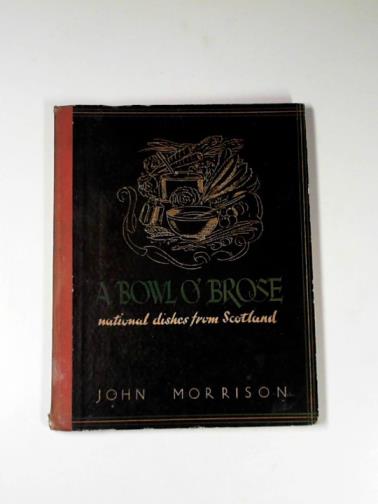 A BOWL O' BROSE
national dishes from Scotland
JOHN MORRISON